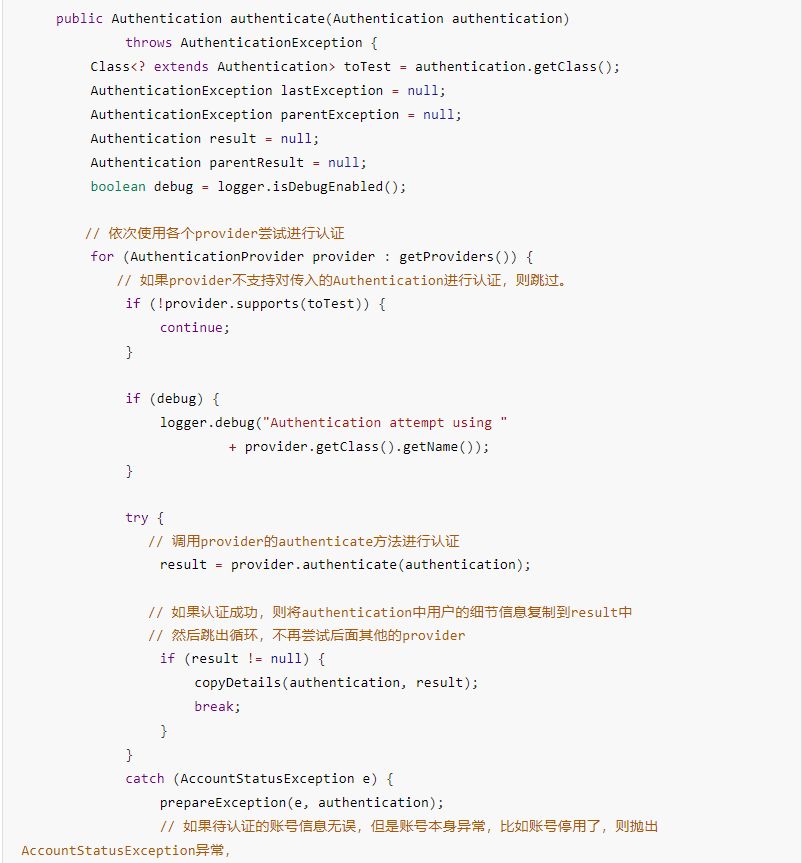 public Authentication authenticate(Authentication authentication)
throws AuthenticationException {
Class<? extends Authentication> toTest = authentication.getClass();
AuthenticationException lastException = null;
AuthenticationException parentException = null;
Authentication result = null;
Authentication parentResult = null;
boolean debug = logger.isDebugEnabled();
// 依次使用各个provider尝试进行认证
for (AuthenticationProvider provider : getProviders()) {
// 如果provider不支持对传入的Authentication进行认证，则跳过。
if (!provider.supports(toTest)) {
continue;
}
if (debug) {
logger.debug("Authentication attempt using "
+ provider.getClass().getName());
}
try {
// 调用provider的authenticate方法进行认证
result = provider.authenticate(authentication);
// 如果认证成功，则将authentication中用户的细节信息复制到result中
// 然后跳出循环，不再尝试后面其他的provider
if (result != null) {
copyDetails(authentication, result);
break;
}
}
catch (AccountStatusException e) {
prepareException(e, authentication);
// 如果待认证的账号信息无误，但是账号本身异常，比如账号停用了，则抛出
AccountStatusException异常，